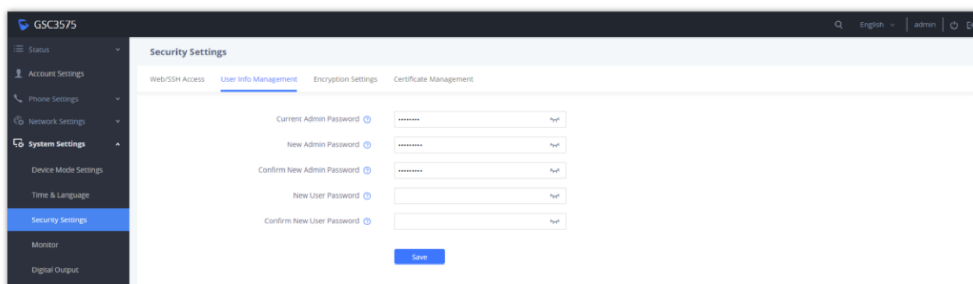 GSC3575
English
admin
Status
Account Settings
Phone Settings
Network Settings
System Settings
Device Mode Settings
Time & Language
Security Settings
Monitor
Digital Output
Security Settings
Web/SSH Access User Info Management Encryption Settings Certificate Management
Current Admin Password ········
New Admin Password ·········
Confirm New Admin Password ·········
New User Password
Confirm New User Password
Save